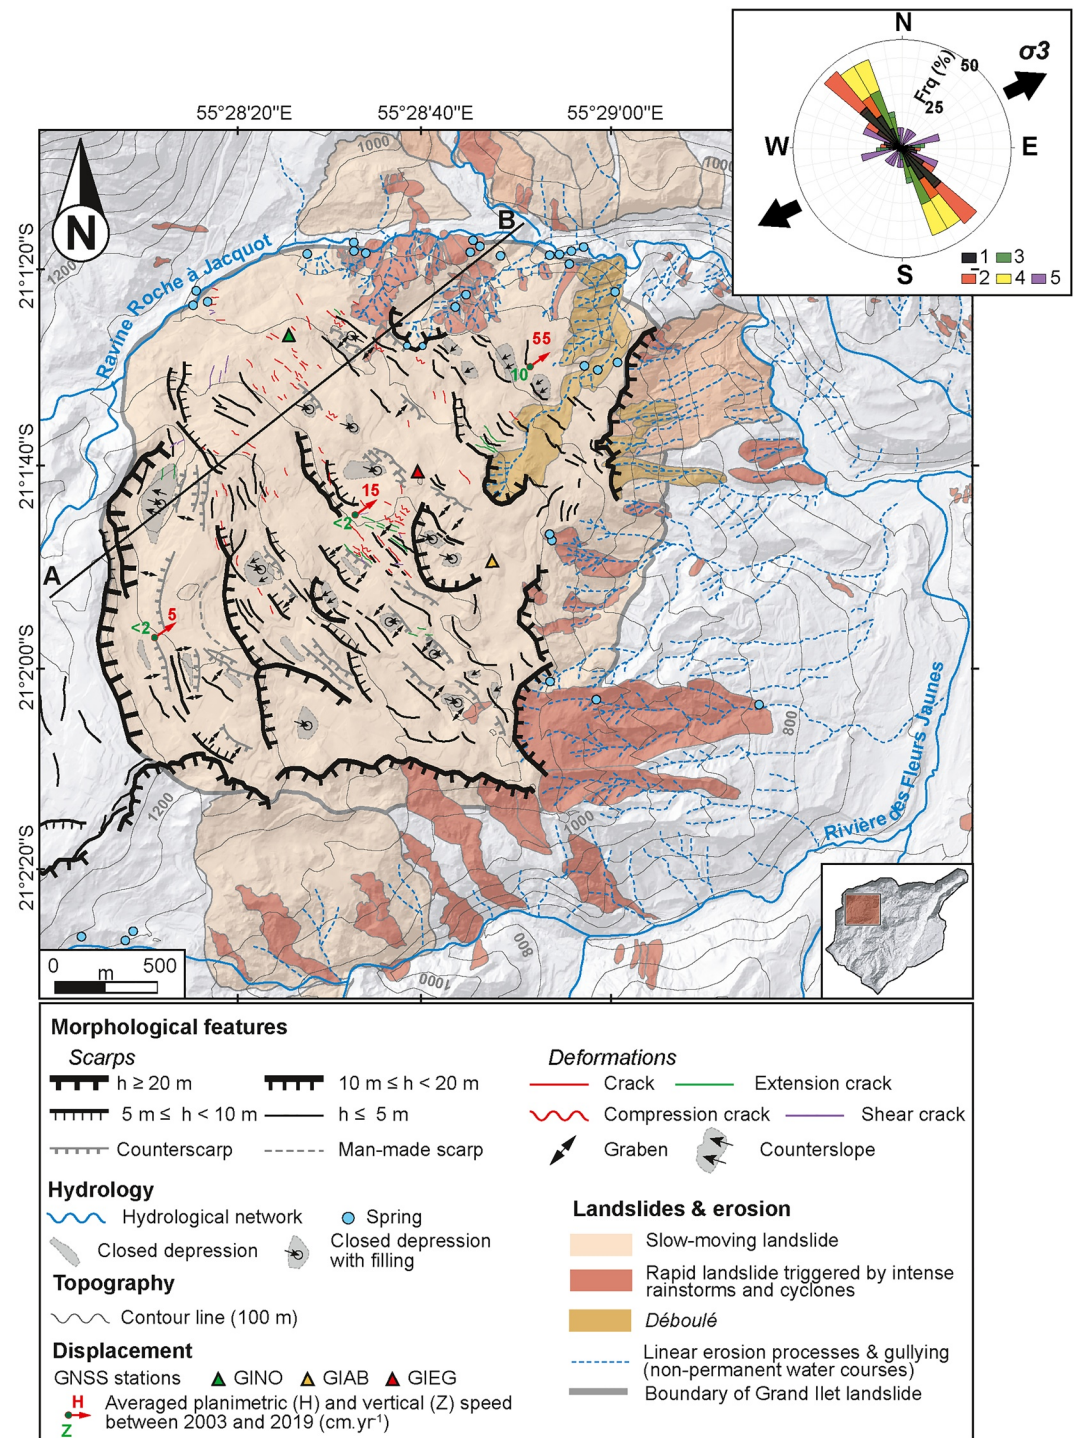 N
σ3
50
Frq (%)
25
W
E
S
1
3
2
4
5
55°28'20"E
55°28'40"E
55°29'00"E
1000
1000
N
B
1200
Ravine Roche à Jacquot
21°1'20"S
55
10
21°1'40"S
15
<2
A
<2
5
21°2'00"S
800
Rivière des Fleurs Jaunes
1200
1000
21°2'20"S
800
1000
0 m 500
Morphological features
Scarps
Deformations
h ≥ 20 m
10 m ≤ h < 20 m
Crack
Extension crack
5 m ≤ h < 10 m
h ≤ 5 m
Compression crack
Shear crack
Counterscarp
Man-made scarp
Graben
Counterslope
Hydrology
Hydrological network
Spring
Closed depression
Closed depression
with filling
Topography
Contour line (100 m)
Displacement
GNSS stations
GINO
GIAB
GIEG
H
Z
Averaged planimetric (H) and vertical (Z) speed
between 2003 and 2019 (cm.yr⁻¹)
Landslides & erosion
Slow-moving landslide
Rapid landslide triggered by intense
rainstorms and cyclones
Déboulé
Linear erosion processes & gullying
(non-permanent water courses)
Boundary of Grand Ilet landslide